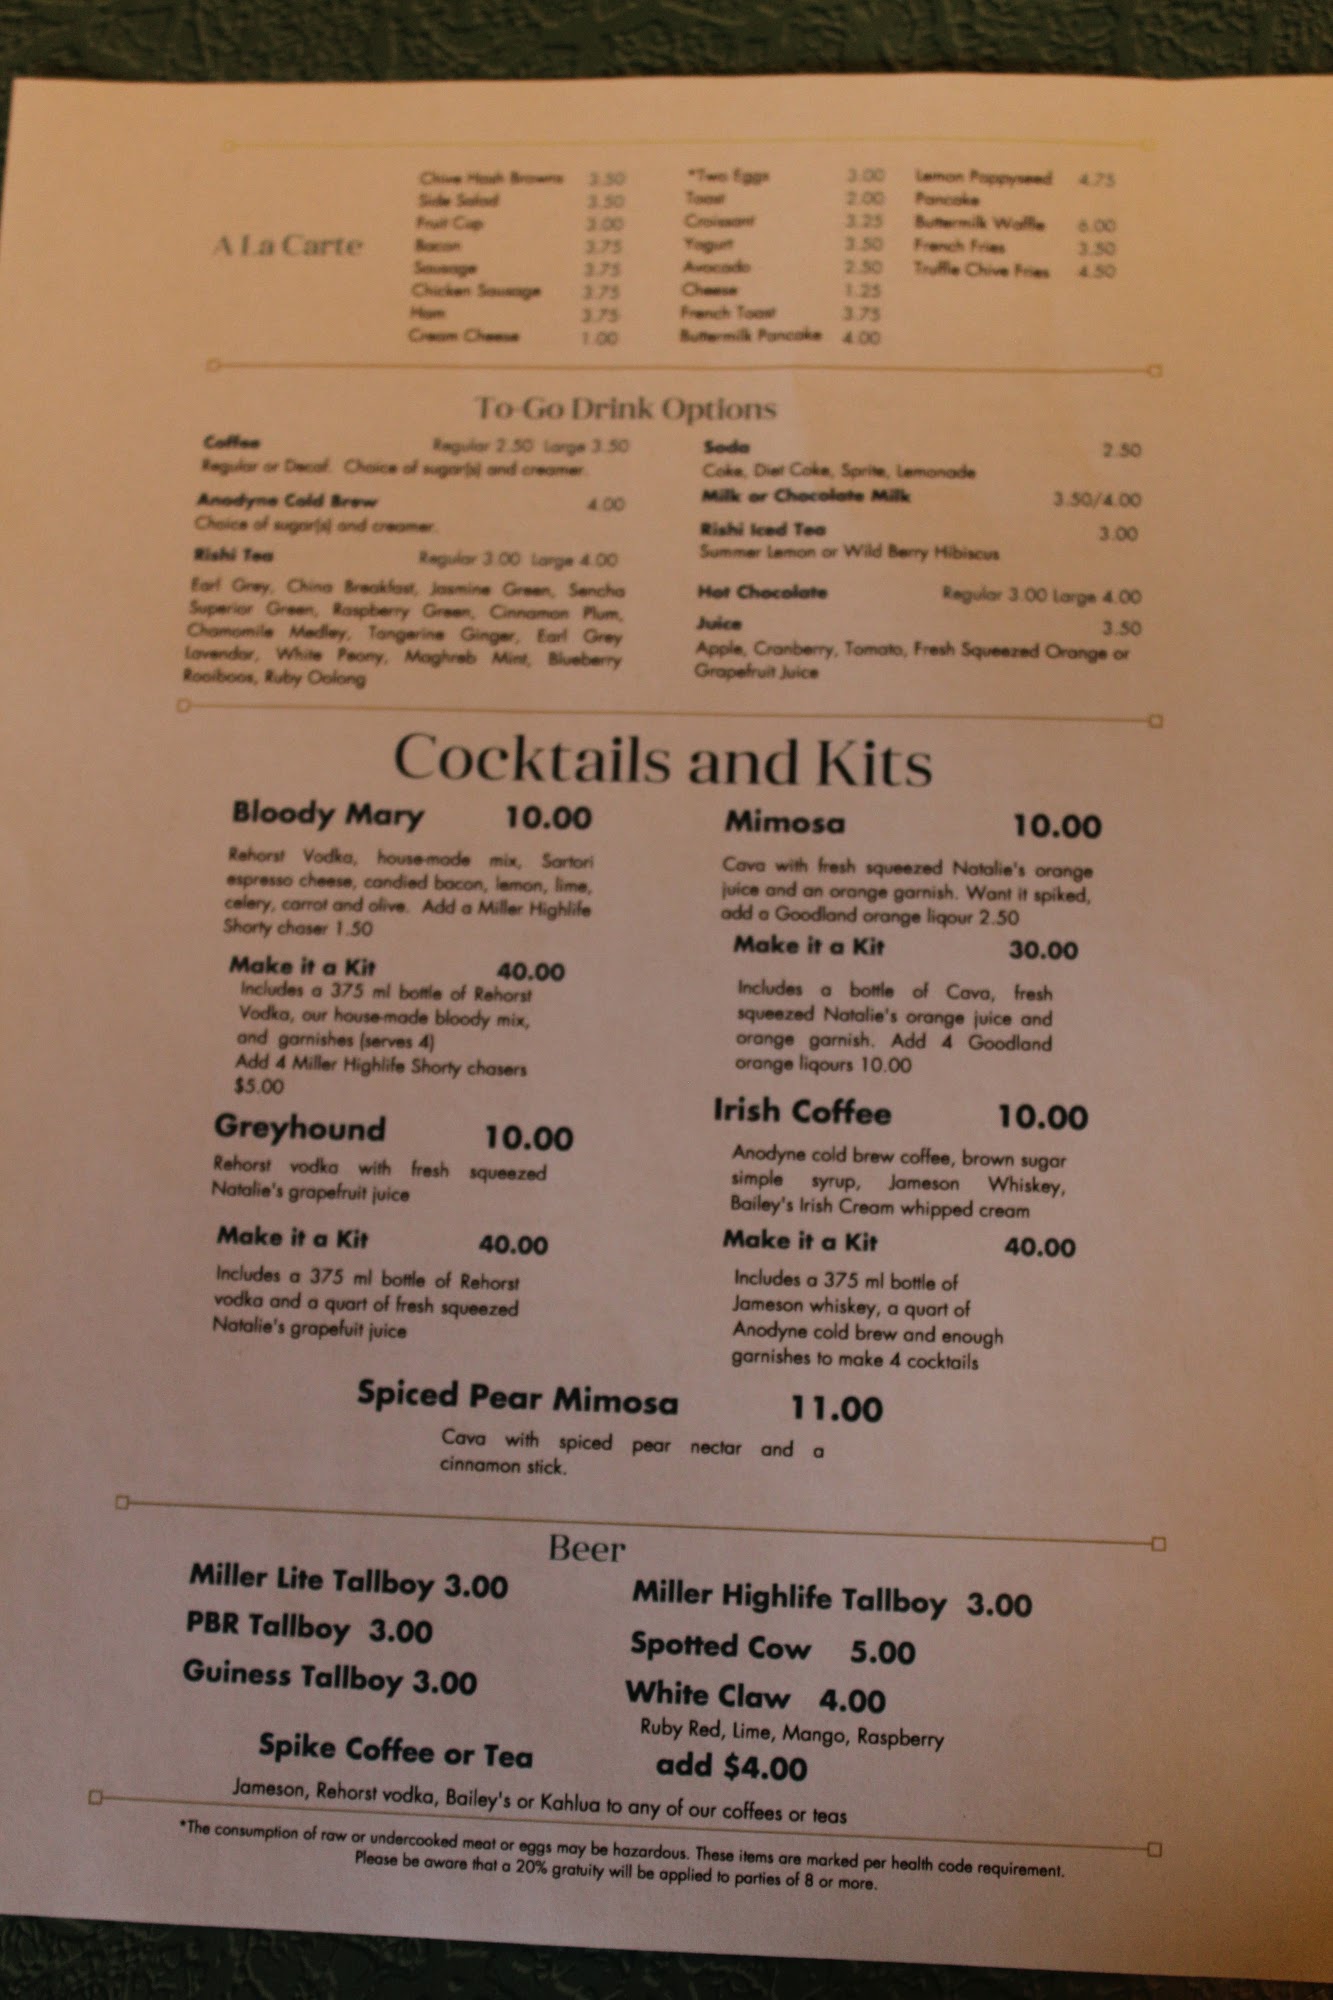 A La Carte
Chive Hash Browns 3.50
Side Salad 3.50
Fruit Cup 3.00
Bacon 3.75
Sausage 3.75
Chicken Sausage 3.75
Ham 3.75
Cream Cheese 1.00
*Two Eggs 3.00
Toast 2.00
Croissant 3.25
Yogurt 3.50
Avocado 2.50
Cheese 1.25
French Toast 3.75
Buttermilk Pancake 4.00
Lemon Poppyseed 4.75
Pancake
Buttermilk Waffle 6.00
French Fries 3.50
Truffle Chive Fries 4.50
To-Go Drink Options
Coffee Regular 2.50 Large 3.50
Regular or Decaf. Choice of sugar(s) and creamer.
Anodyne Cold Brew 4.00
Choice of sugar(s) and creamer.
Rishi Tea Regular 3.00 Large 4.00
Earl Grey, China Breakfast, Jasmine Green, Sencha
Superior Green, Raspberry Green, Cinnamon Plum,
Chamomile Medley, Tangerine Ginger, Earl Grey
Lavendar, White Peony, Maghreb Mint, Blueberry
Rooiboos, Ruby Oolong
Soda 2.50
Coke, Diet Coke, Sprite, Lemonade
Milk or Chocolate Milk 3.50/4.00
Rishi Iced Tea 3.00
Summer Lemon or Wild Berry Hibiscus
Hot Chocolate Regular 3.00 Large 4.00
Juice 3.50
Apple, Cranberry, Tomato, Fresh Squeezed Orange or
Grapefruit Juice
Cocktails and Kits
Bloody Mary 10.00
Rehorst Vodka, house-made mix, Sartori
espresso cheese, candied bacon, lemon, lime,
celery, carrot and olive. Add a Miller Highlife
Shorty chaser 1.50
Make it a Kit 40.00
Includes a 375 ml bottle of Rehorst
Vodka, our house-made bloody mix,
and garnishes (serves 4)
Add 4 Miller Highlife Shorty chasers
$5.00
Greyhound 10.00
Rehorst vodka with fresh squeezed
Natalie's grapefruit juice
Make it a Kit 40.00
Includes a 375 ml bottle of Rehorst
vodka and a quart of fresh squeezed
Natalie's grapefuit juice
Mimosa 10.00
Cava with fresh squeezed Natalie's orange
juice and an orange garnish. Want it spiked,
add a Goodland orange liqour 2.50
Make it a Kit 30.00
Includes a bottle of Cava, fresh
squeezed Natalie's orange juice and
orange garnish. Add 4 Goodland
orange liqours 10.00
Irish Coffee 10.00
Anodyne cold brew coffee, brown sugar
simple syrup, Jameson Whiskey,
Bailey's Irish Cream whipped cream
Make it a Kit 40.00
Includes a 375 ml bottle of
Jameson whiskey, a quart of
Anodyne cold brew and enough
garnishes to make 4 cocktails
Spiced Pear Mimosa 11.00
Cava with spiced pear nectar and a
cinnamon stick.
Beer
Miller Lite Tallboy 3.00
PBR Tallboy 3.00
Guiness Tallboy 3.00
Miller Highlife Tallboy 3.00
Spotted Cow 5.00
White Claw 4.00
Ruby Red, Lime, Mango, Raspberry
Spike Coffee or Tea add $4.00
Jameson, Rehorst vodka, Bailey's or Kahlua to any of our coffees or teas
*The consumption of raw or undercooked meat or eggs may be hazardous. These items are marked per health code requirement.
Please be aware that a 20% gratuity will be applied to parties of 8 or more.